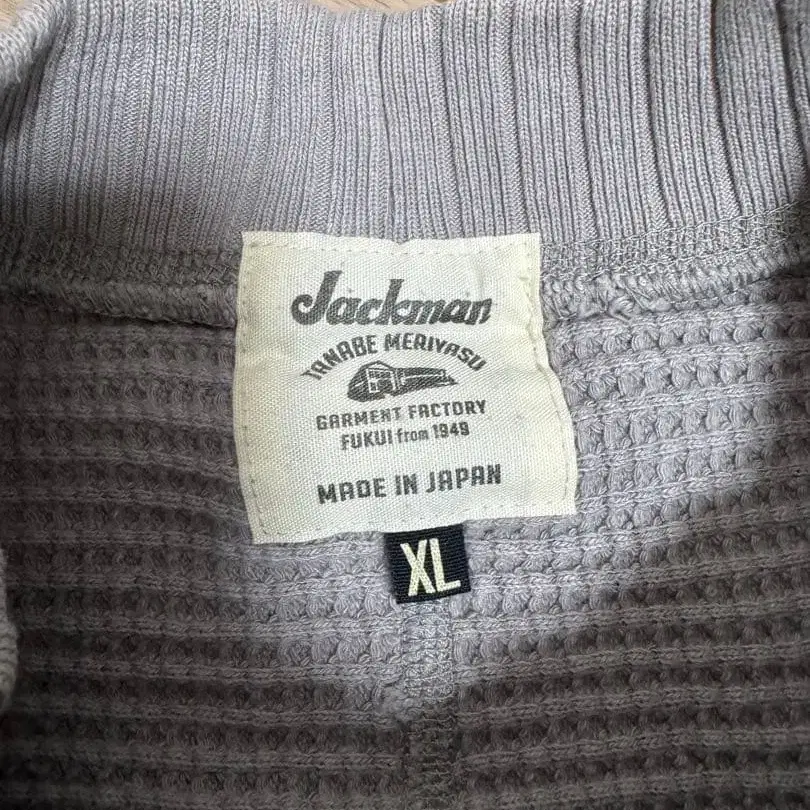 Jackman
TANABE MERIYASU
GARMENT FACTORY
FUKUI from 1949
MADE IN JAPAN
XL